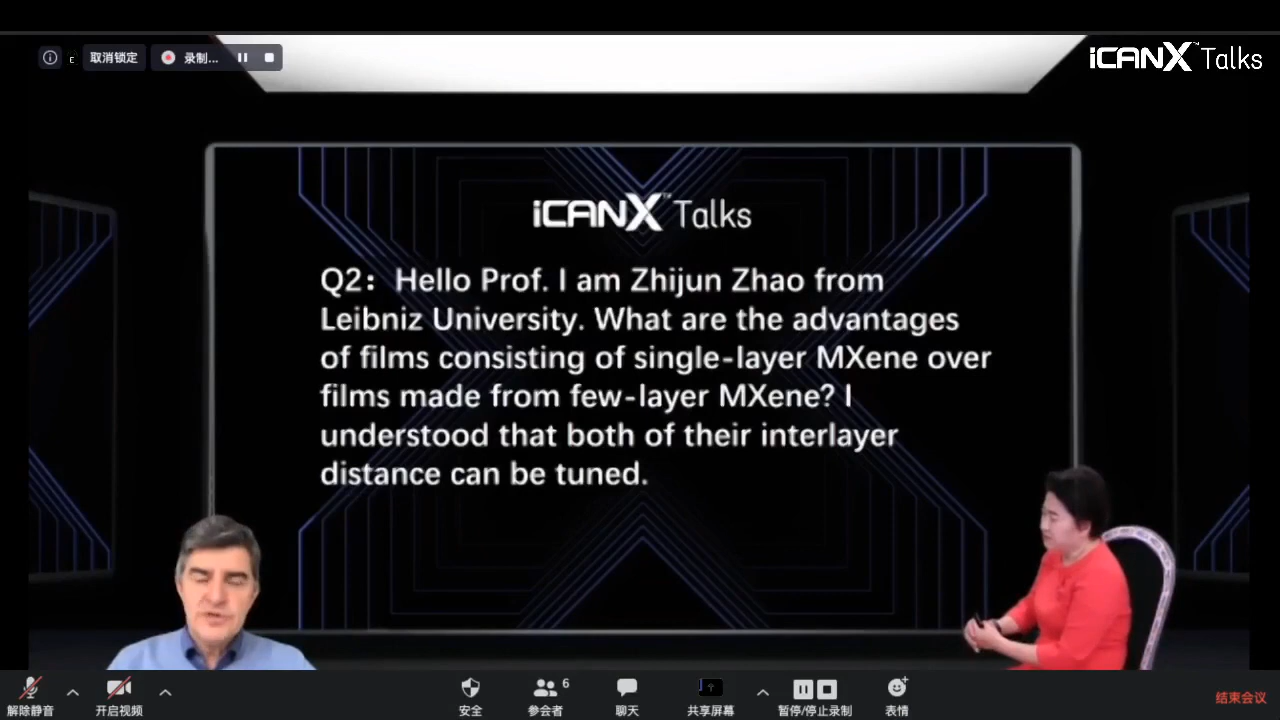 取消锁定
录制...
iCANX™ Talks
iCANX™ Talks
Q2： Hello Prof. I am Zhijun Zhao from
Leibniz University. What are the advantages
of films consisting of single-layer MXene over
films made from few-layer MXene? I
understood that both of their interlayer
distance can be tuned.
解除静音
开启视频
安全
6
参会者
聊天
共享屏幕
暂停/停止录制
表情
结束会议